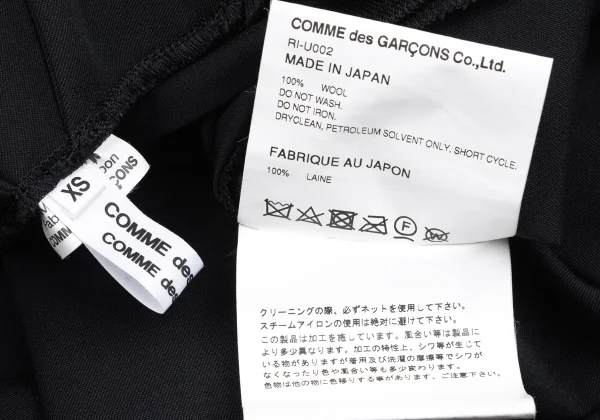 COMME des GARÇONS Co.,Ltd.
RI-U002
MADE IN JAPAN
100% WOOL
DO NOT WASH.
DO NOT IRON.
DRYCLEAN, PETROLEUM SOLVENT ONLY, SHORT CYCLE.
FABRIQUE AU JAPON
100% LAINE
F
XS
COMME des
COMME des
クリーニングの際、必ずネットを使用して下さい。
スチームアイロンの使用は絶対に避けて下さい。
この製品は加工を施しています。風合い等は製品に
より多少異なります。加工の特性上、シワ等が生じて
いる物がありますが着用及び洗濯の摩擦等でシワが
なくなったり色や風合い等も多少変わります。
色物は他の物に色移りする事があります。ご注意下さい。